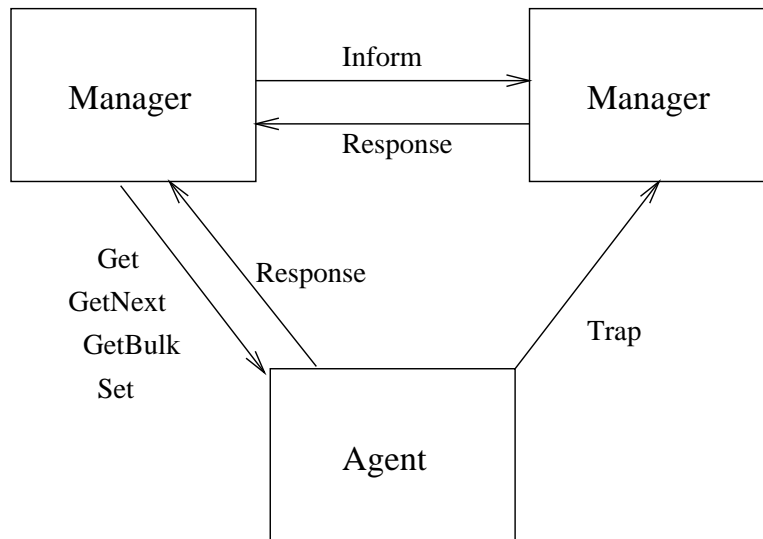 Inform
Manager
Manager
Response
Get
Response
GetNext
GetBulk
Trap
Set
Agent